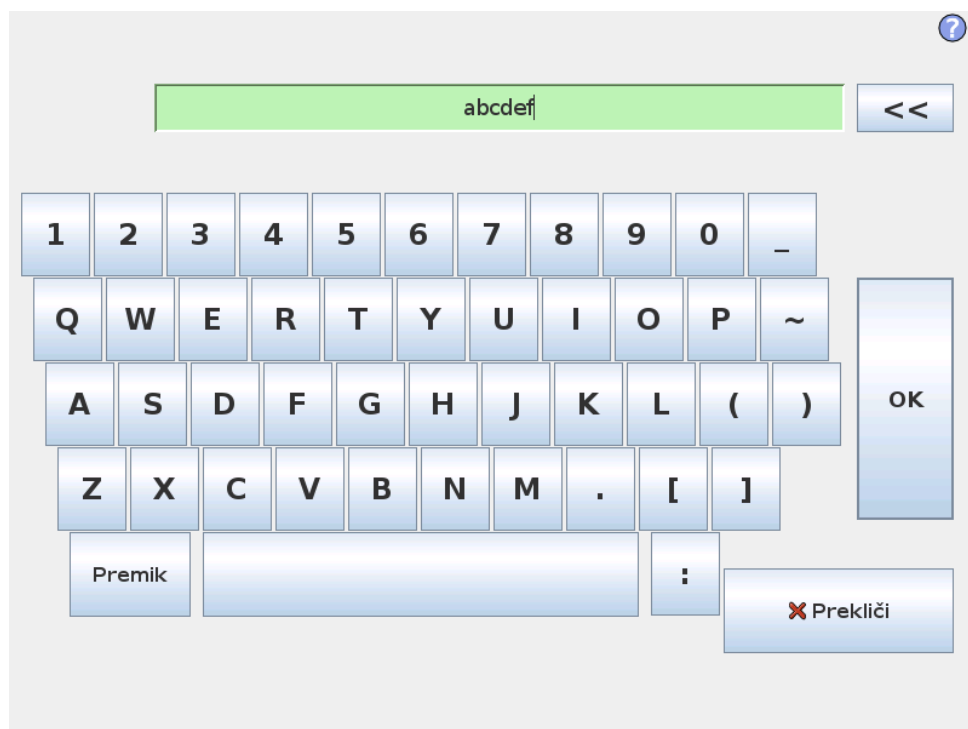 ?
abcdef
<<
1 2 3 4 5 6 7 8 9 0 _
Q W E R T Y U I O P ~
A S D F G H J K L ( )
OK
Z X C V B N M . [ ]
Premik :
Prekliči